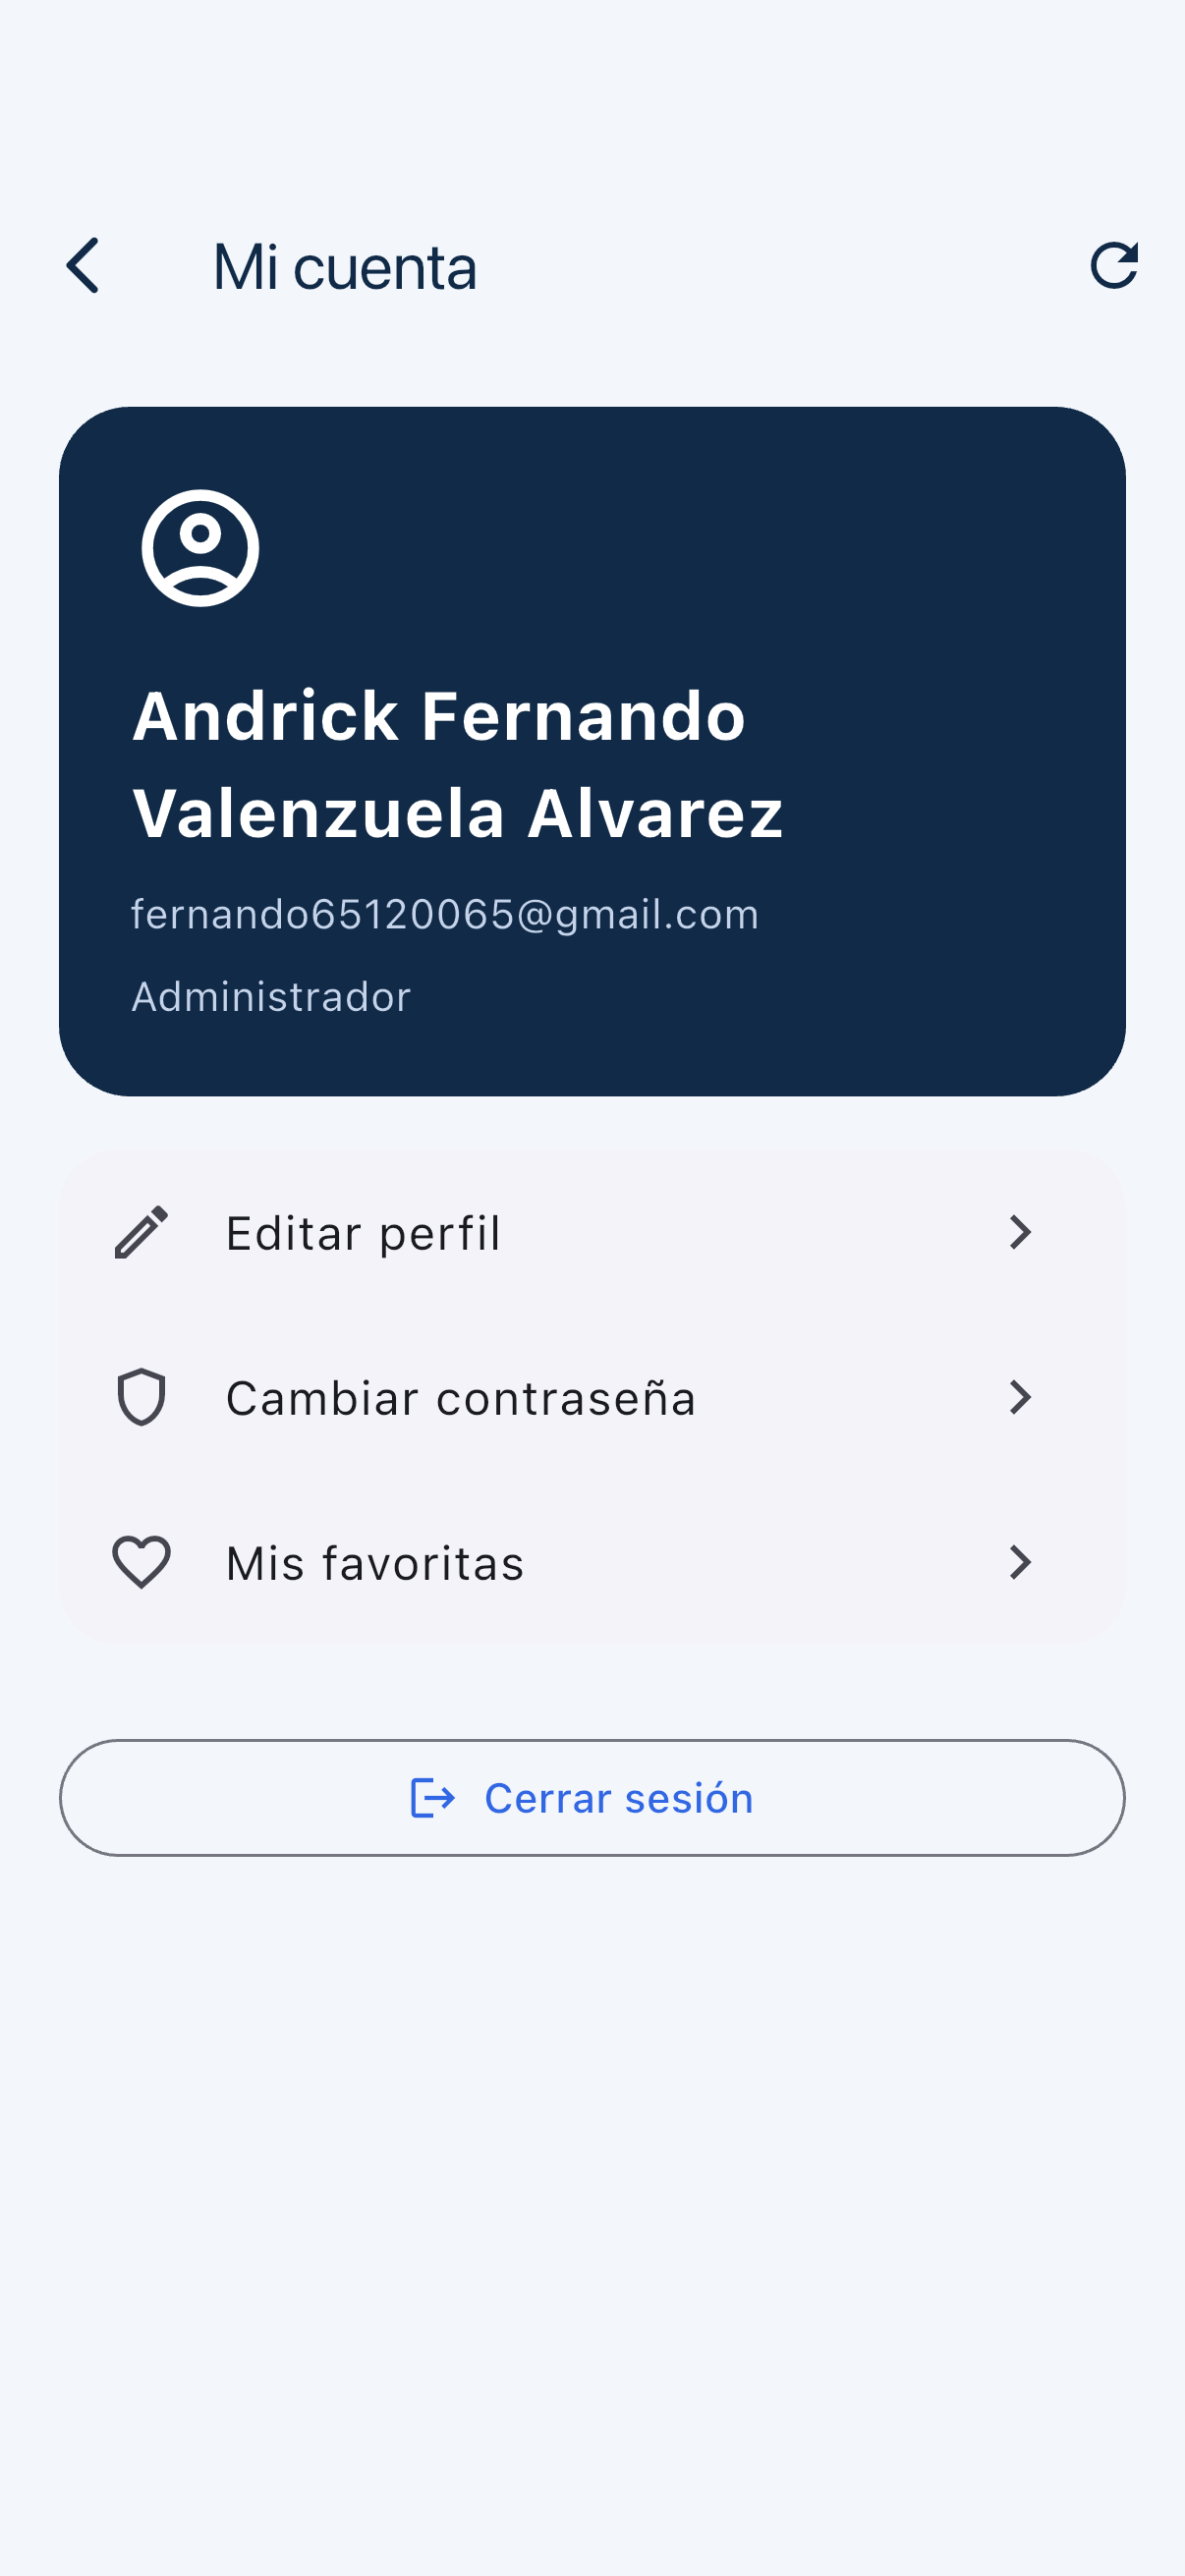 Mi cuenta
Andrick Fernando
Valenzuela Alvarez
fernando65120065@gmail.com
Administrador
Editar perfil
Cambiar contraseña
Mis favoritas
Cerrar sesión